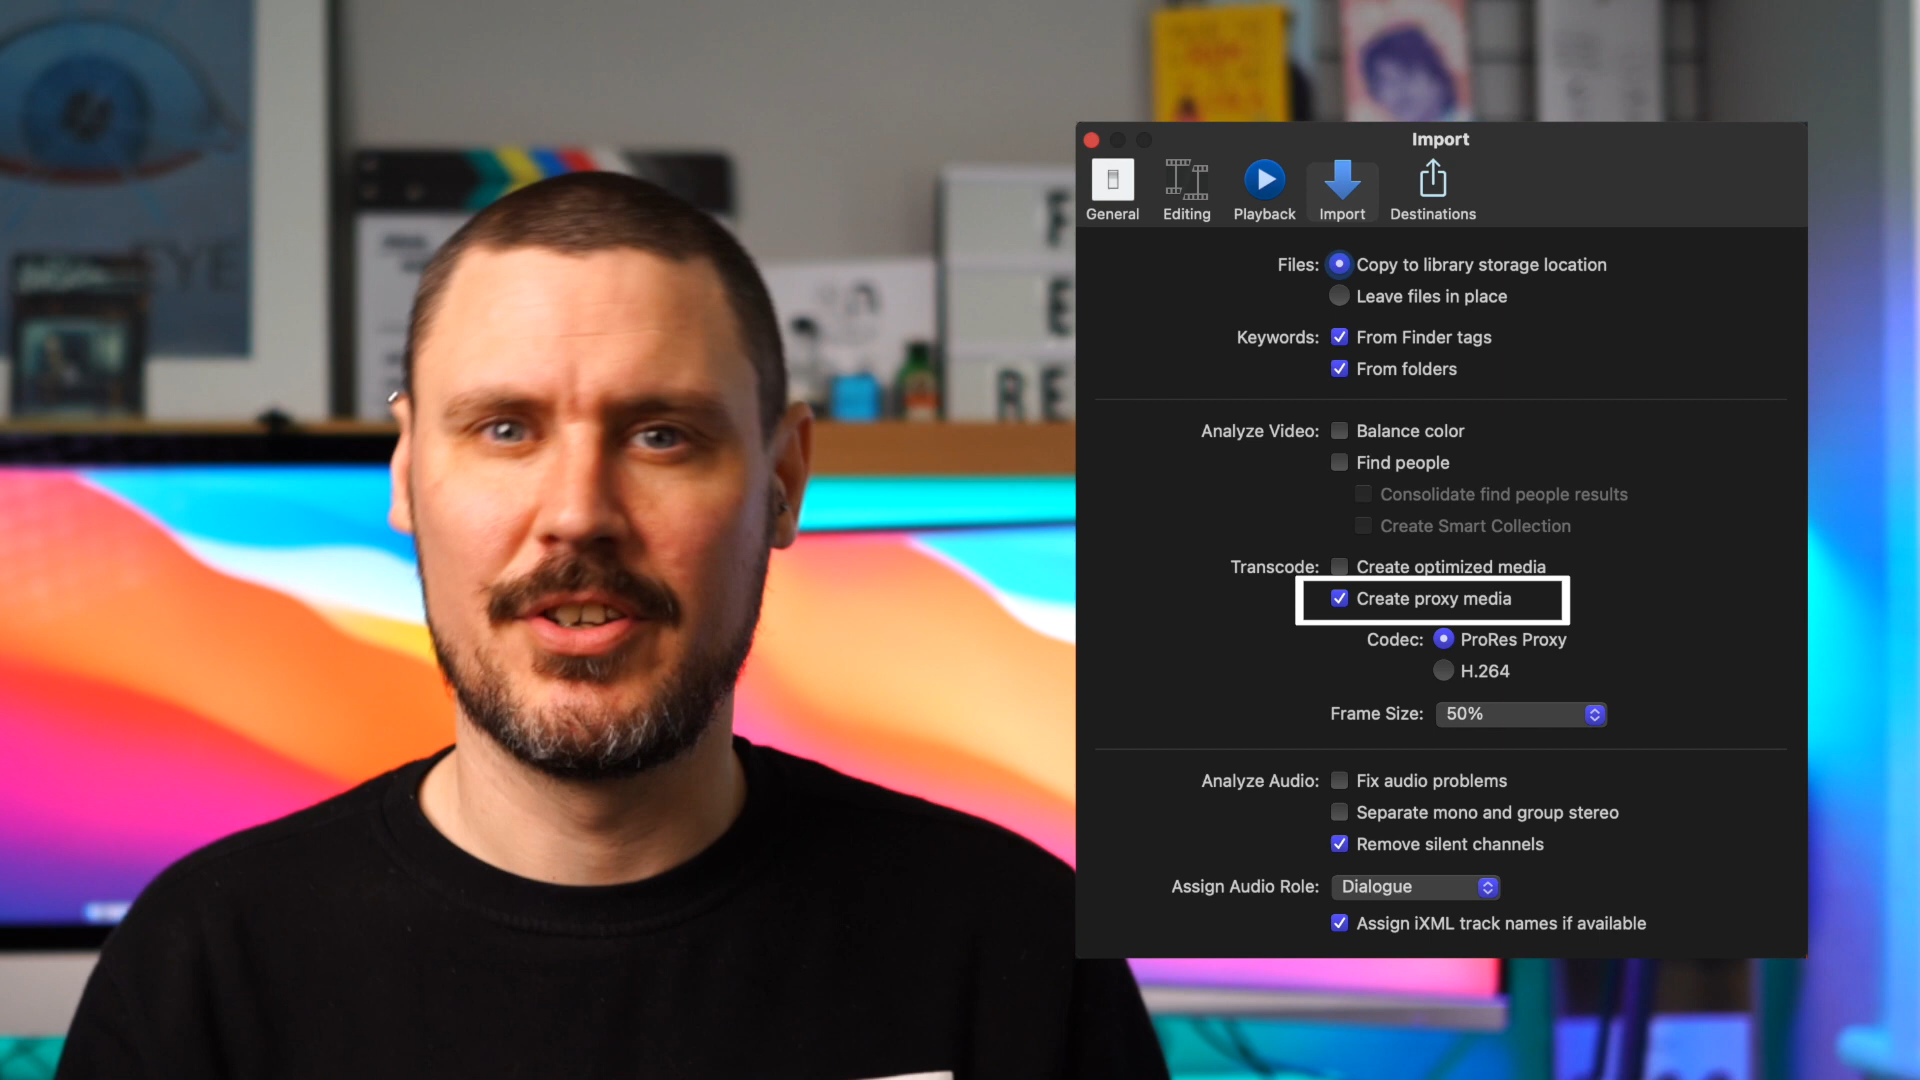 EYE
F
E
RE
Import
General Editing Playback Import Destinations
Files: Copy to library storage location
Leave files in place
Keywords: From Finder tags
From folders
Analyze Video: Balance color
Find people
Consolidate find people results
Create Smart Collection
Transcode: Create optimized media
Create proxy media
Codec: ProRes Proxy
H.264
Frame Size: 50%
Analyze Audio: Fix audio problems
Separate mono and group stereo
Remove silent channels
Assign Audio Role: Dialogue
Assign iXML track names if available